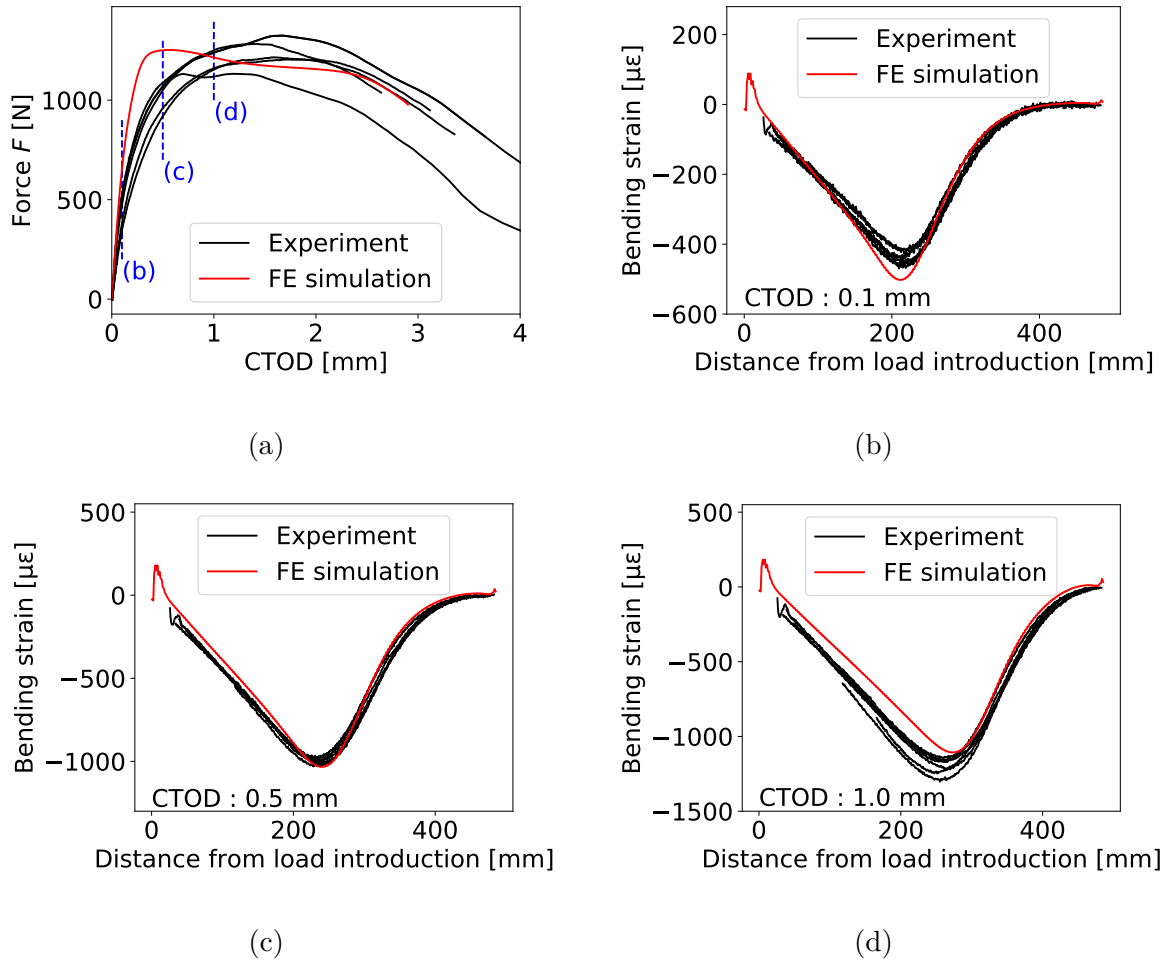 1000
500
0
Force F [N]
(b)
(c)
(d)
Experiment
FE simulation
0
1
2
3
4
CTOD [mm]
(a)
200
0
−200
−400
−600
Bending strain [με]
Experiment
FE simulation
CTOD : 0.1 mm
0
200
400
Distance from load introduction [mm]
(b)
500
0
−500
−1000
Bending strain [με]
Experiment
FE simulation
CTOD : 0.5 mm
0
200
400
Distance from load introduction [mm]
(c)
500
0
−500
−1000
−1500
Bending strain [με]
Experiment
FE simulation
CTOD : 1.0 mm
0
200
400
Distance from load introduction [mm]
(d)